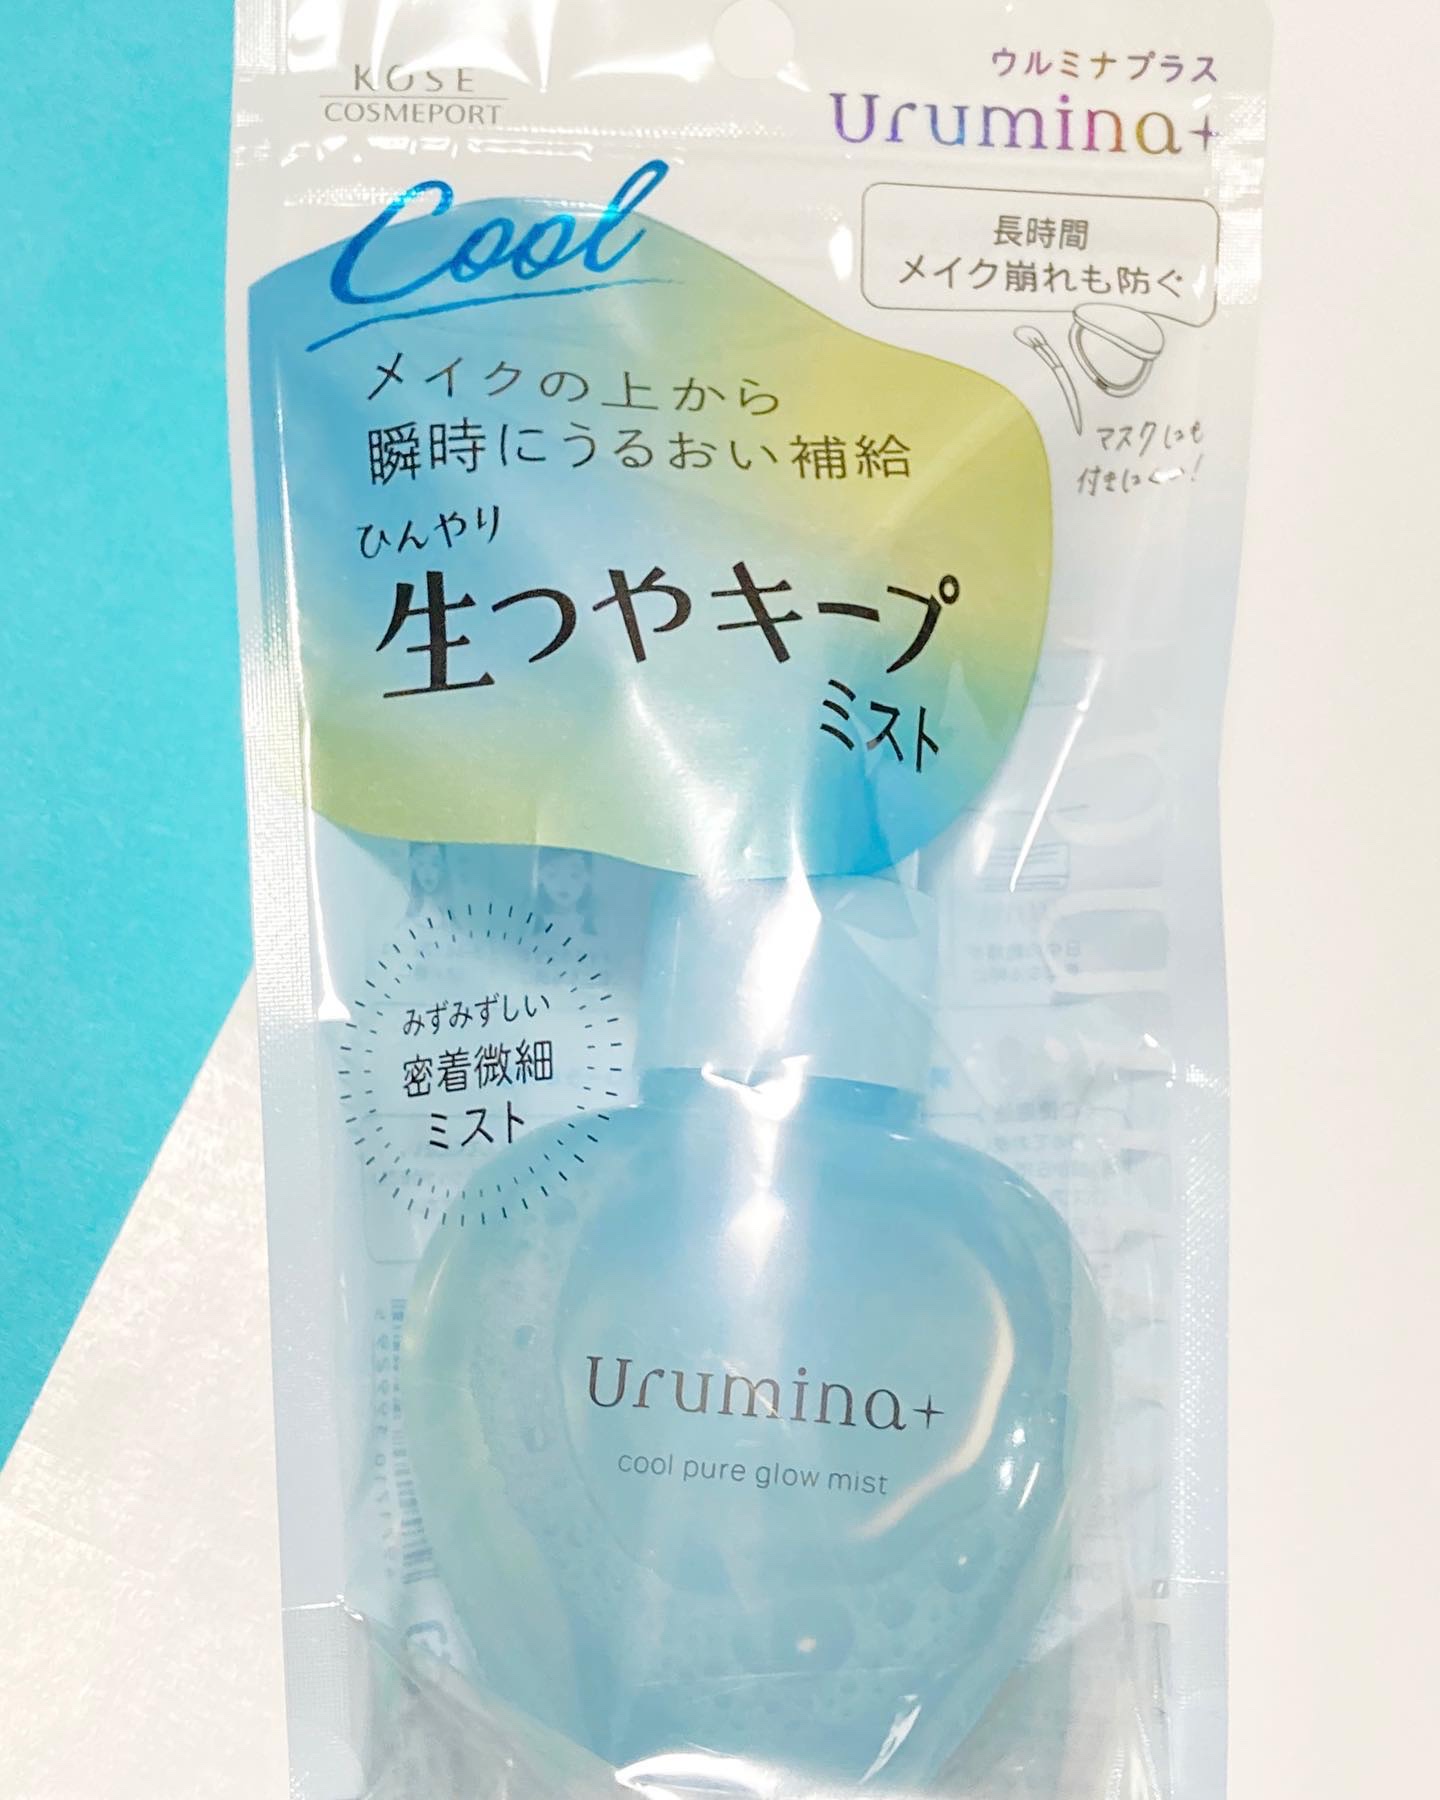 KOSE
COSMEPORT
ウルミナプラス
Urumina+
Cool
長時間
メイク崩れも防ぐ
マスクにも
付きにくい!
メイクの上から
瞬時にうるおい補給
ひんやり
生つやキープ
ミスト
みずみずしい
密着微細
ミスト
Urumina+
cool pure glow mist